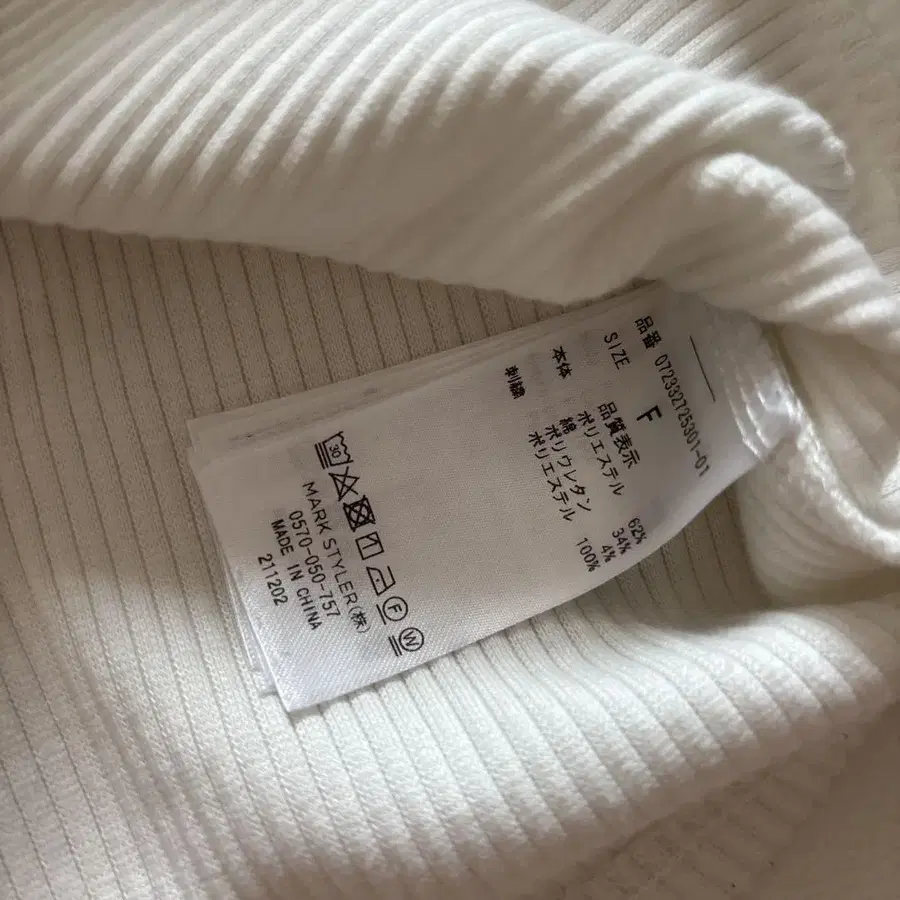 品番 072332725301-01
SIZE F
品質表示
本体 ポリエステル 62%
綿 34%
ポリウレタン 4%
刺繍 ポリエステル 100%
30
F
W
MARK STYLER(株)
0570-050-757
MADE IN CHINA
211202